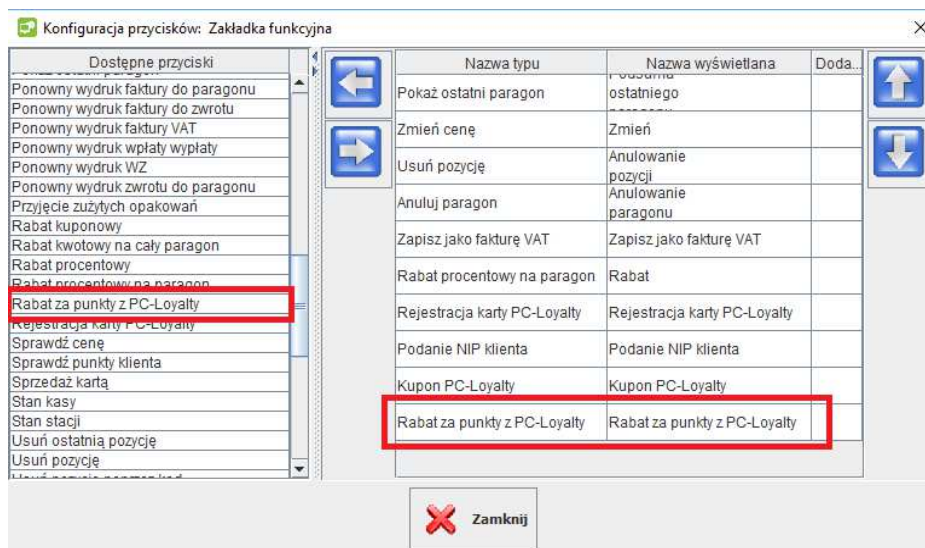 Konfiguracja przycisków: Zakładka funkcyjna
Dostępne przyciski
Ponowny wydruk faktury do paragonu
Ponowny wydruk faktury do zwrotu
Ponowny wydruk faktury VAT
Ponowny wydruk wpłaty wypłaty
Ponowny wydruk WZ
Ponowny wydruk zwrotu do paragonu
Przyjęcie zużytych opakowań
Rabat kuponowy
Rabat kwotowy na cały paragon
Rabat procentowy
Rabat procentowy na paragon
Rabat za punkty z PC-Loyalty
Rejestracja karty PC-Loyalty
Sprawdź cenę
Sprawdź punkty klienta
Sprzedaż kartą
Stan kasy
Stan stacji
Usuń ostatnią pozycję
Usuń pozycję
Nazwa typu Nazwa wyświetlana Doda...
Pokaż ostatni paragon ostatniego
Zmień cenę Zmień
Usuń pozycję Anulowanie
pozycji
Anuluj paragon Anulowanie
paragonu
Zapisz jako fakturę VAT Zapisz jako fakturę VAT
Rabat procentowy na paragon Rabat
Rejestracja karty PC-Loyalty Rejestracja karty PC-Loyalty
Podanie NIP klienta Podanie NIP klienta
Kupon PC-Loyalty Kupon PC-Loyalty
Rabat za punkty z PC-Loyalty Rabat za punkty z PC-Loyalty
Zamknij